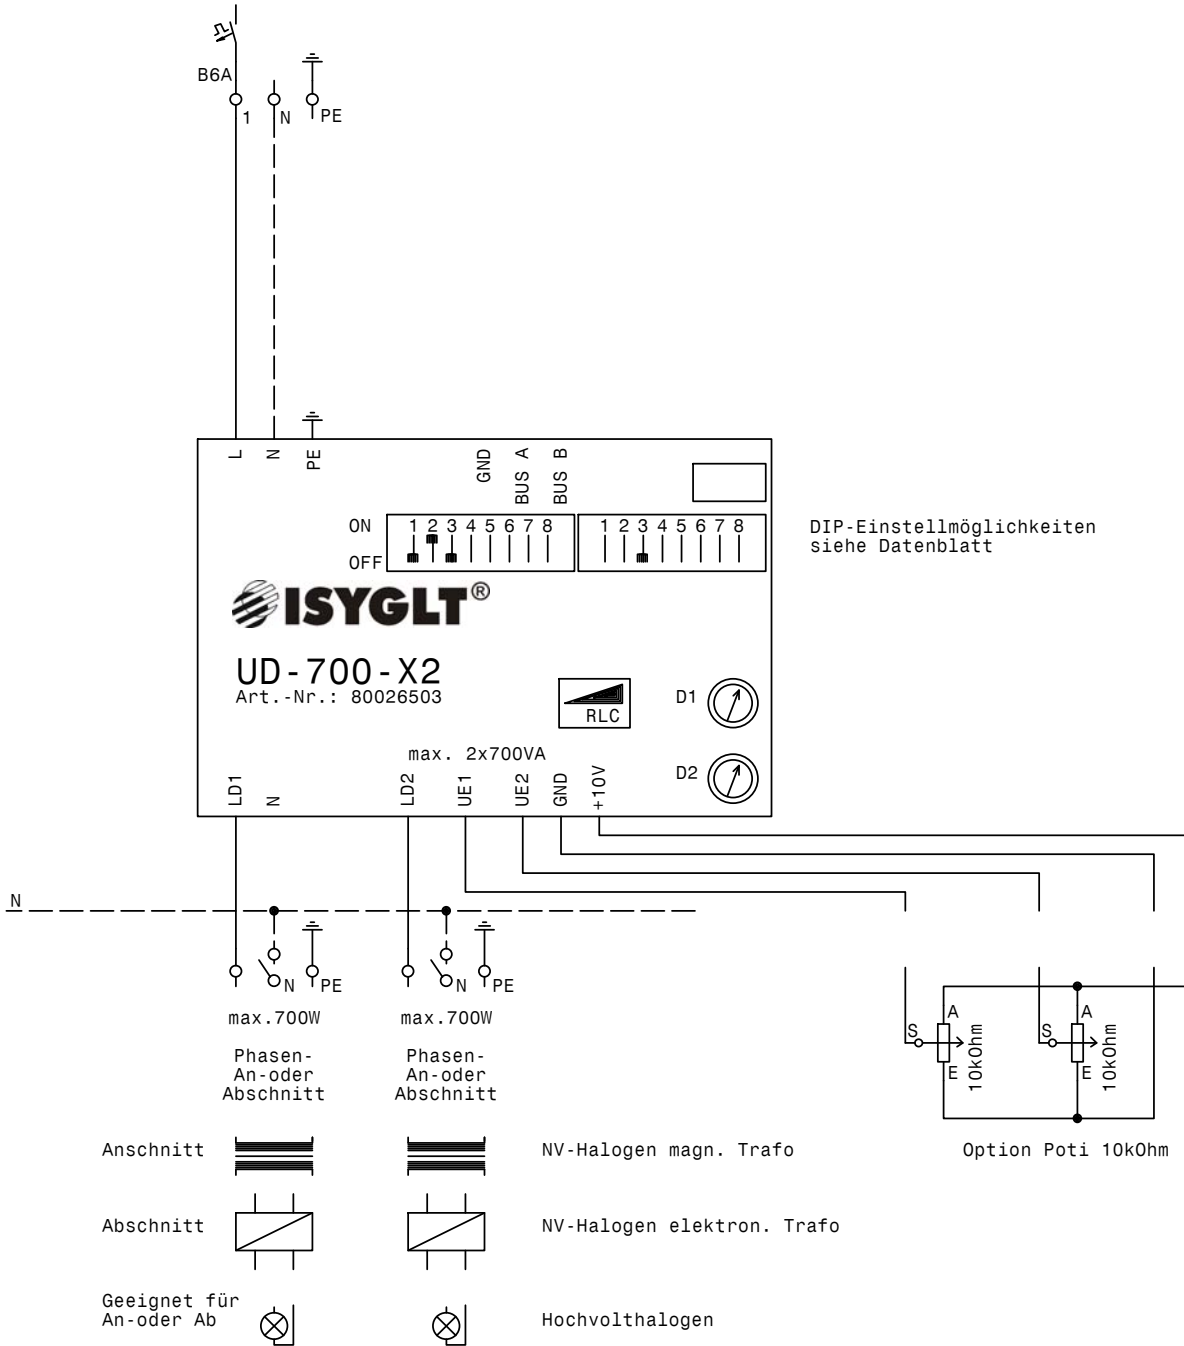 B6A
1
N
PE
L
N
PE
GND
BUS A
BUS B
ON
1 2 3 4 5 6 7 8
1 2 3 4 5 6 7 8
OFF
DIP-Einstellmöglichkeiten
siehe Datenblatt
ISYGLT®
UD-700-X2
Art.-Nr.: 80026503
RLC
D1
D2
max. 2x700VA
LD1
N
LD2
UE1
UE2
GND
+10V
N
N
PE
N
PE
max.700W
max.700W
Phasen-
An-oder
Abschnitt
Phasen-
An-oder
Abschnitt
S
A
E
10kOhm
S
A
E
10kOhm
Option Poti 10kOhm
Anschnitt
NV-Halogen magn. Trafo
Abschnitt
NV-Halogen elektron. Trafo
Geeignet für
An-oder Ab
Hochvolthalogen